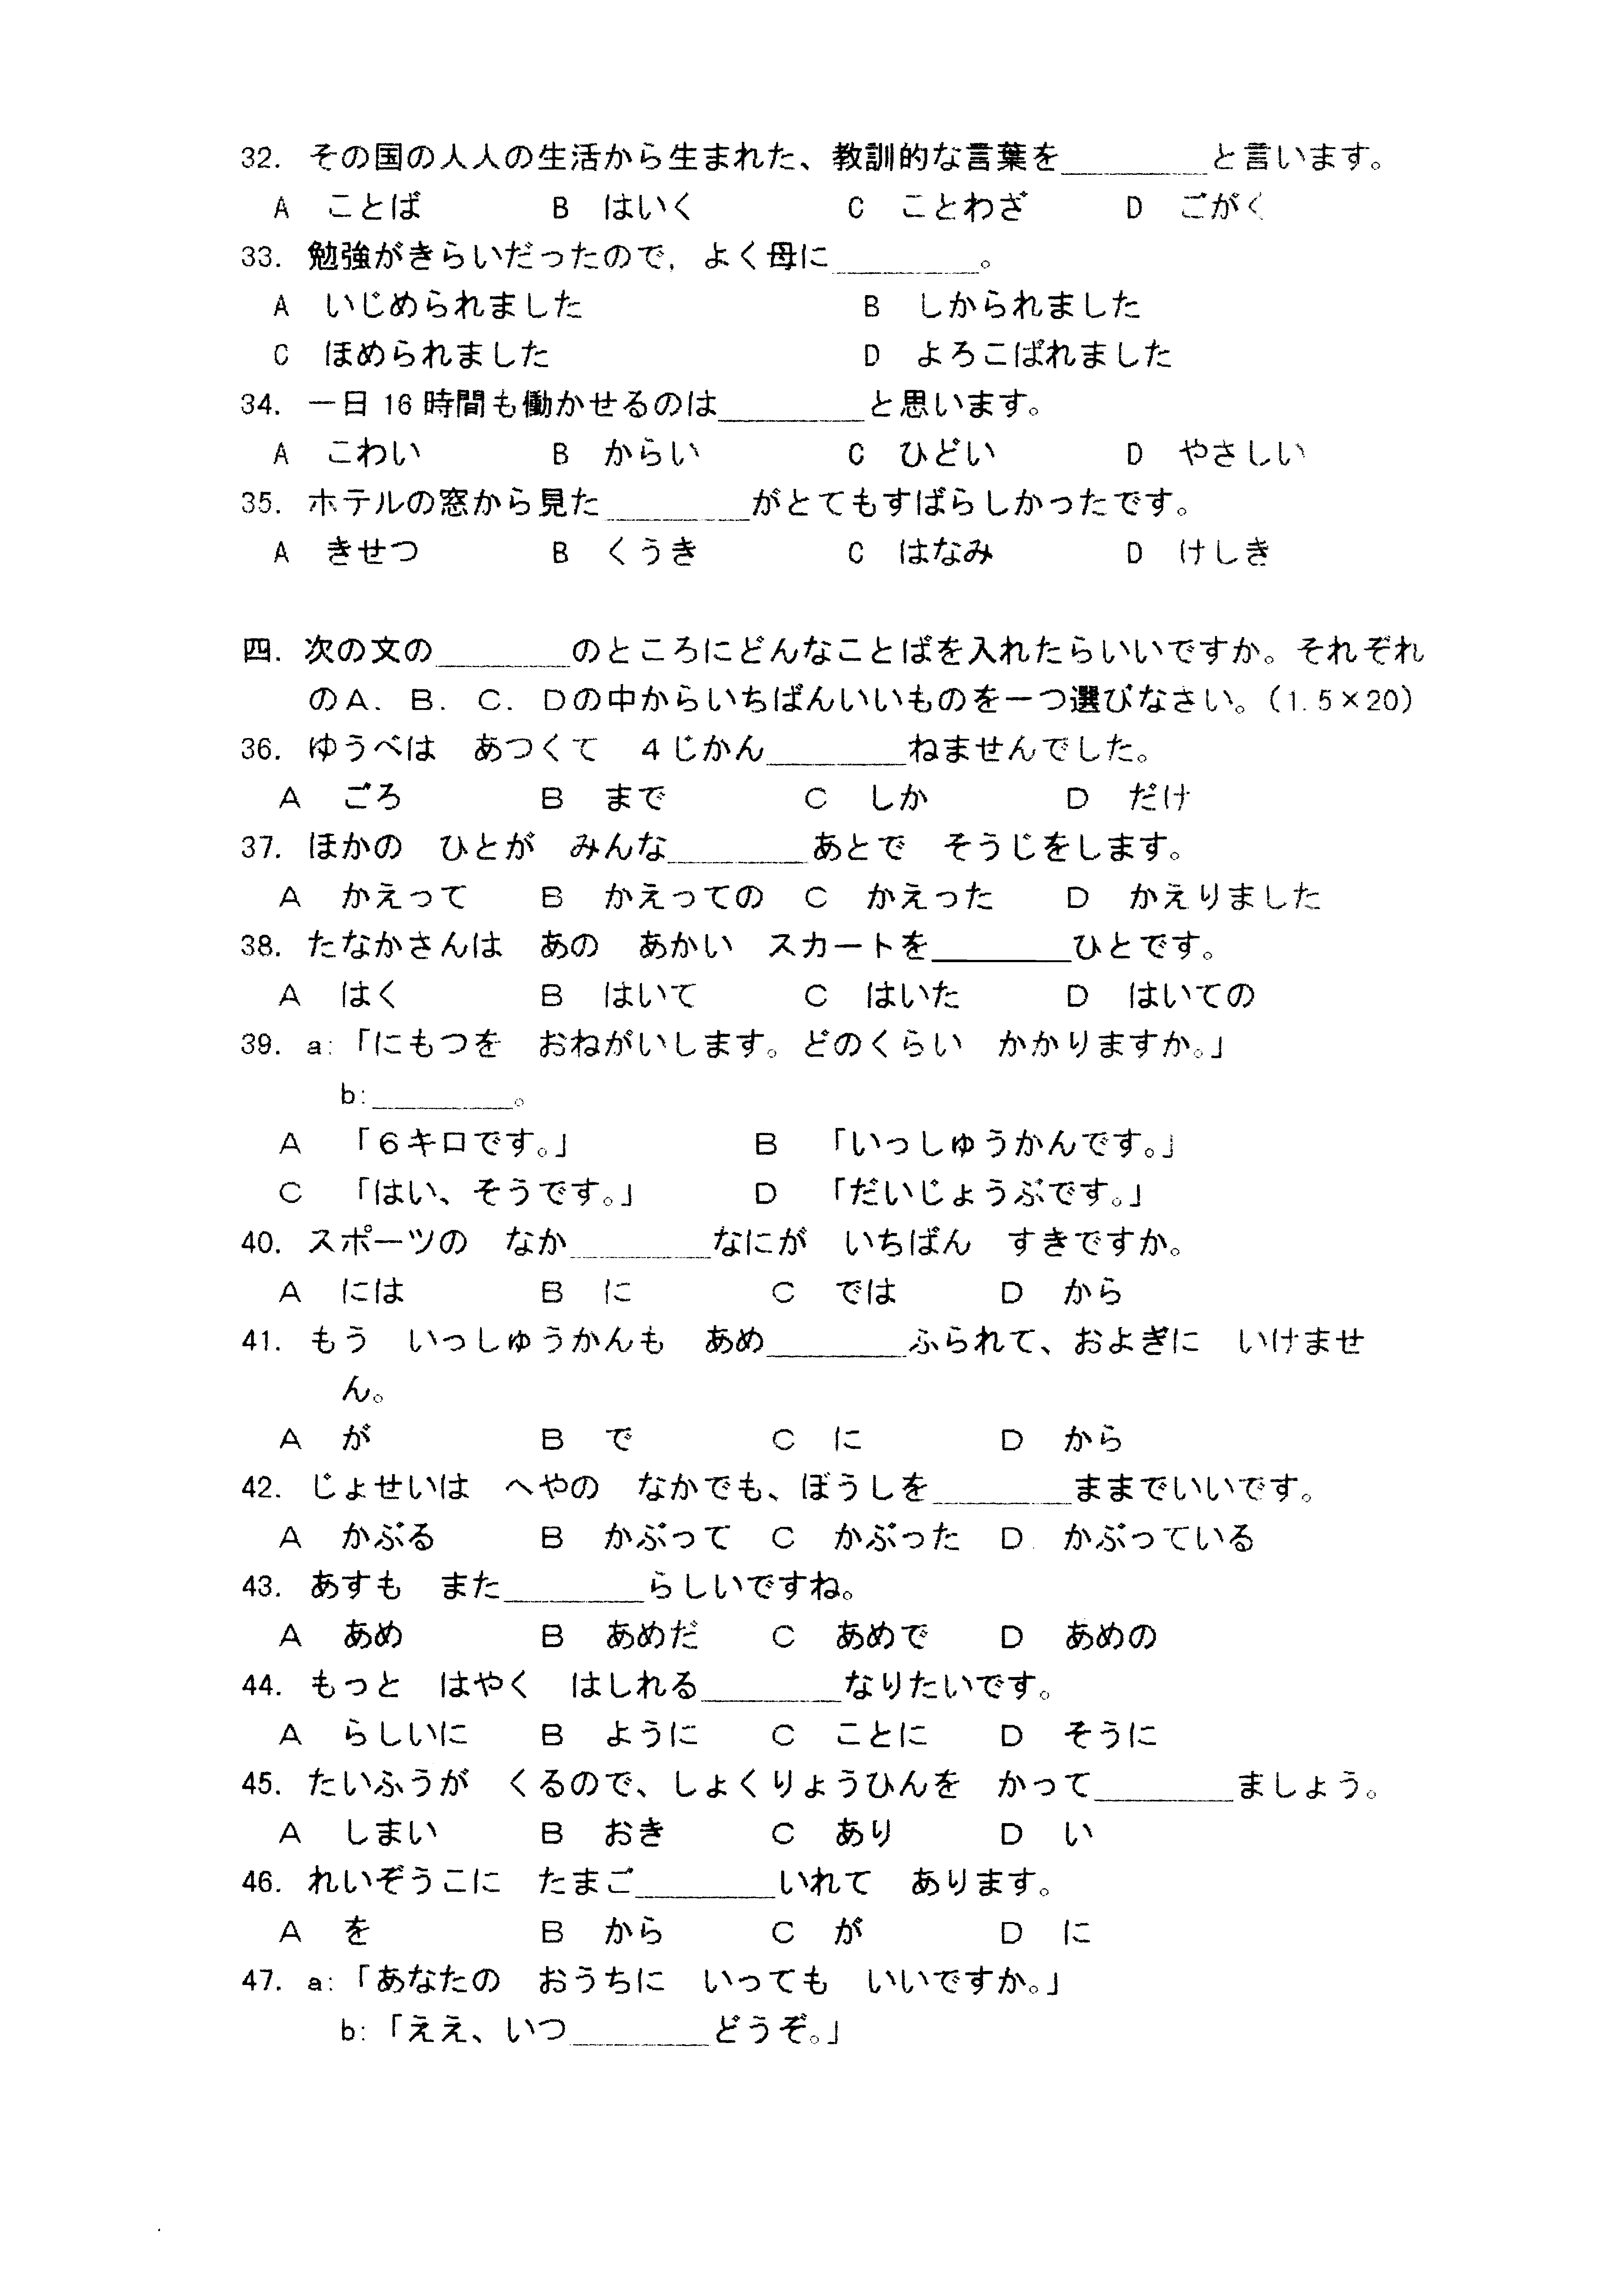 32. その国の人人の生活から生まれた、教訓的な言葉を________と言います。
A ことば B はいく C ことわざ D ごがく
33. 勉強がきらいだったので, よく母に________。
A いじめられました B しかられました
C ほめられました D よろこばれました
34. 一日 16 時間も働かせるのは________と思います。
A こわい B からい C ひどい D やさしい
35. ホテルの窓から見た________がとてもすばらしかったです。
A きせつ B くうき C はなみ D けしき
四. 次の文の________のところにどんなことばを入れたらいいですか。それぞれ
のA. B. C. Dの中からいちばんいいものを一つ選びなさい。(1.5×20)
36. ゆうべは あつくて 4じかん________ねませんでした。
A ごろ B まで C しか D だけ
37. ほかの ひとが みんな________あとで そうじをします。
A かえって B かえっての C かえった D かえりました
38. たなかさんは あの あかい スカートを________ひとです。
A はく B はいて C はいた D はいての
39. a:「にもつを おねがいします。どのくらい かかりますか。」
b:________。
A 「6キロです。」 B 「いっしゅうかんです。」
C 「はい、そうです。」 D 「だいじょうぶです。」
40. スポーツの なか________なにが いちばん すきですか。
A には B に C では D から
41. もう いっしゅうかんも あめ________ふられて、およぎに いけませ
ん。
A が B で C に D から
42. じょせいは へやの なかでも、ぼうしを________ままでいいです。
A かぶる B かぶって C かぶった D かぶっている
43. あすも また________らしいですね。
A あめ B あめだ C あめで D あめの
44. もっと はやく はしれる________なりたいです。
A らしいに B ように C ことに D そうに
45. たいふうが くるので、しょくりょうひんを かって________ましょう。
A しまい B おき C あり D い
46. れいぞうこに たまご________いれて あります。
A を B から C が D に
47. a:「あなたの おうちに いっても いいですか。」
b:「ええ、いつ________どうぞ。」